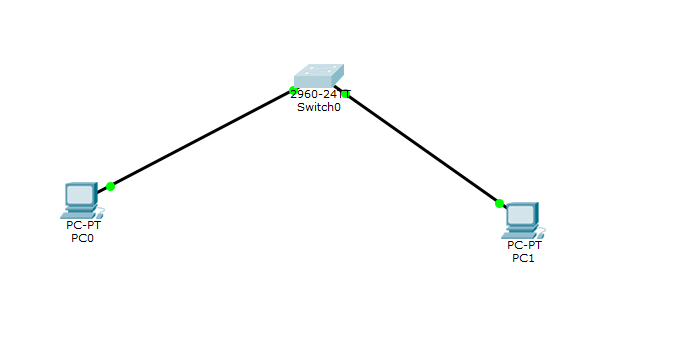 2960-24TT
Switch0
PC-PT
PC0
PC-PT
PC1